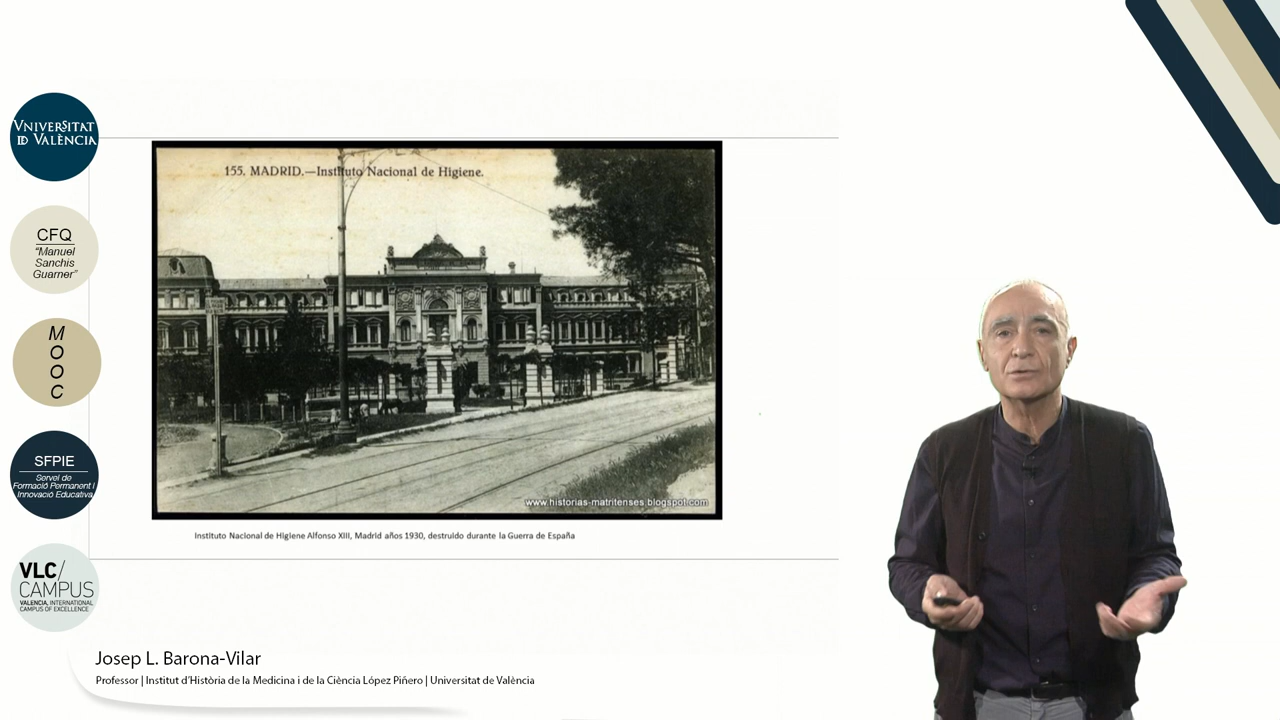 VNIVERSITAT
ID VALÈNCIA
CFQ
"Manuel
Sanchis
Guarner"
M
O
O
C
SFPIE
Servei de
Formació Permanent i
Innovació Educativa
VLC/
CAMPUS
VALENCIA, INTERNATIONAL
CAMPUS OF EXCELLENCE
155. MADRID.—Instituto Nacional de Higiene.
www.historias-matritenses.blogspot.com
Instituto Nacional de Higiene Alfonso XIII, Madrid años 1930, destruido durante la Guerra de España
Josep L. Barona-Vilar
Professor | Institut d'Història de la Medicina i de la Ciència López Piñero | Universitat de València